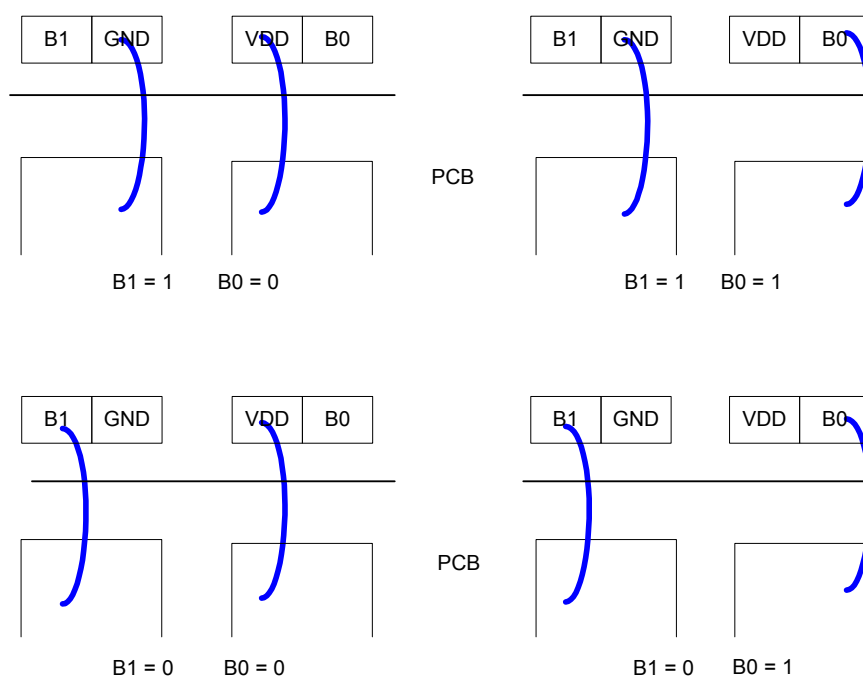 B1 GND VDD B0 B1 GND VDD B0
PCB
B1 = 1 B0 = 0 B1 = 1 B0 = 1
B1 GND VDD B0 B1 GND VDD B0
PCB
B1 = 0 B0 = 0 B1 = 0 B0 = 1